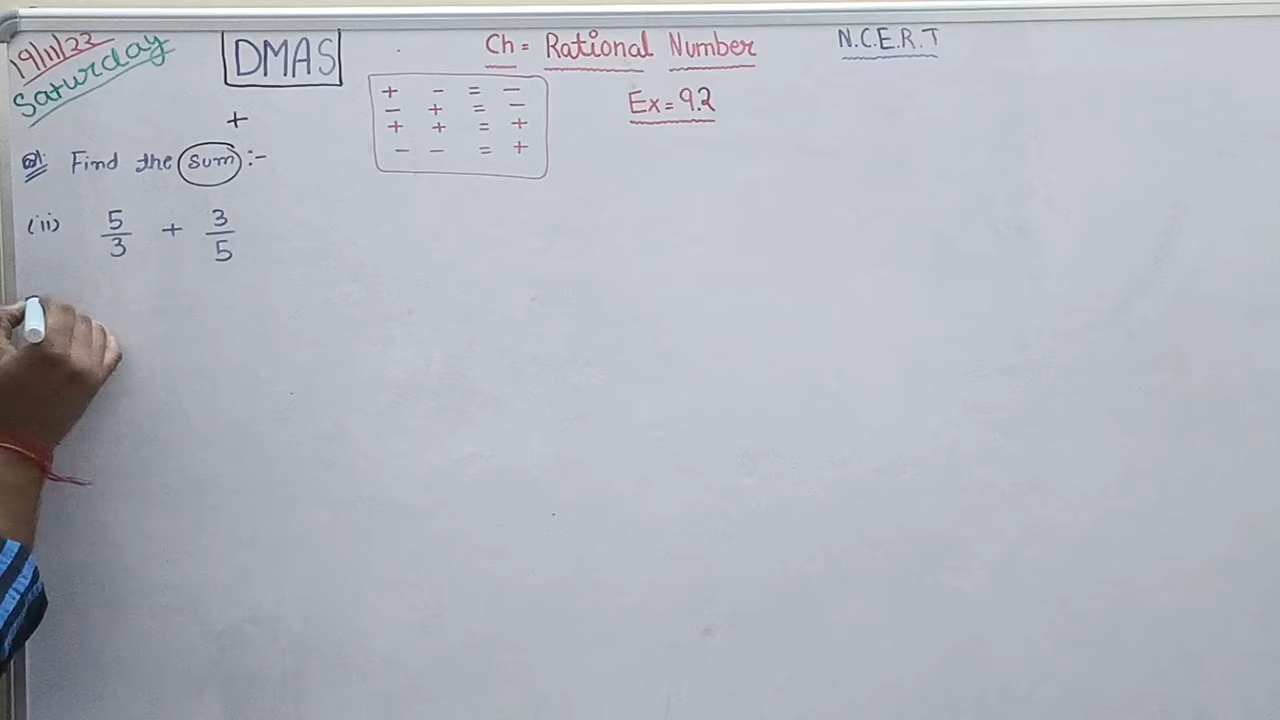 19/11/22
Saturday
DMAS
Ch = Rational Number
N.C.E.R.T
Ex = 9.2
+ - = -
- + = -
+ + = +
- - = +
+
Q1. Find the sum :-
(ii) 5/3 + 3/5